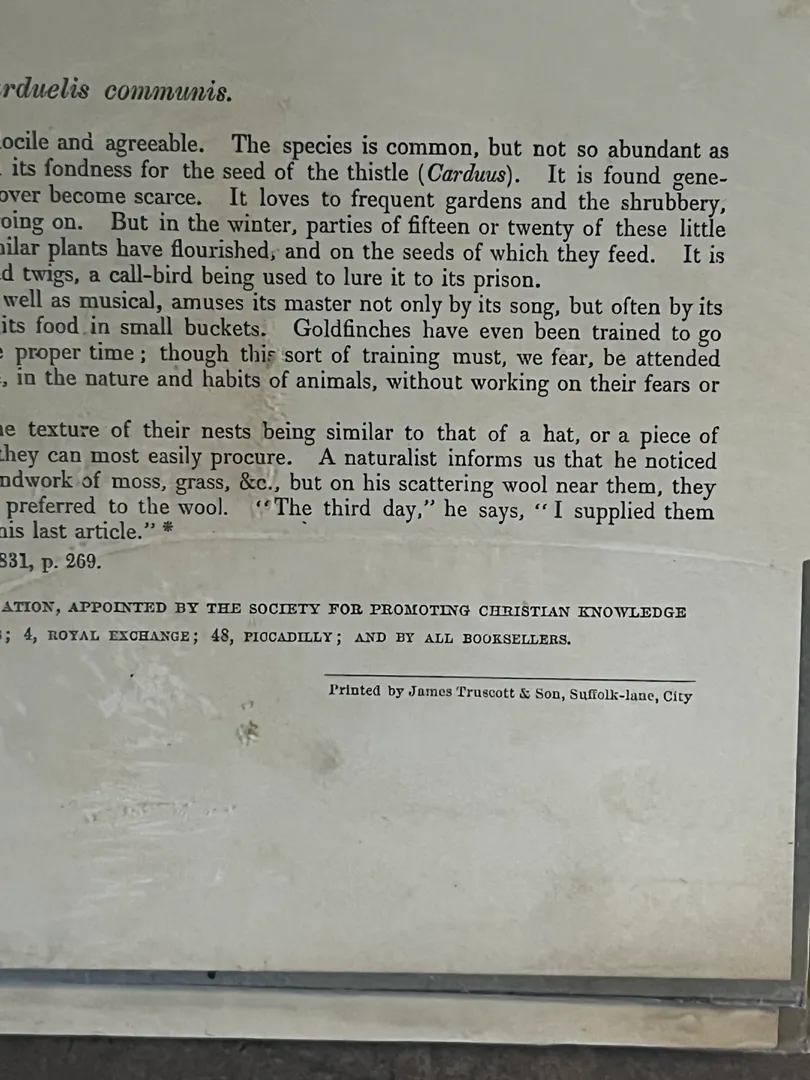 rduelis communis.
ocile and agreeable. The species is common, but not so abundant as
its fondness for the seed of the thistle (Carduus). It is found gene-
over become scarce. It loves to frequent gardens and the shrubbery,
oing on. But in the winter, parties of fifteen or twenty of these little
ilar plants have flourished, and on the seeds of which they feed. It is
d twigs, a call-bird being used to lure it to its prison.
well as musical, amuses its master not only by its song, but often by its
its food in small buckets. Goldfinches have even been trained to go
proper time; though this sort of training must, we fear, be attended
, in the nature and habits of animals, without working on their fears or
e texture of their nests being similar to that of a hat, or a piece of
they can most easily procure. A naturalist informs us that he noticed
ndwork of moss, grass, &c., but on his scattering wool near them, they
preferred to the wool. “The third day,” he says, “I supplied them
his last article.” *
831, p. 269.
ATION, APPOINTED BY THE SOCIETY FOR PROMOTING CHRISTIAN KNOWLEDGE
; 4, ROYAL EXCHANGE; 48, PICCADILLY; AND BY ALL BOOKSELLERS.
Printed by James Truscott & Son, Suffolk-lane, City